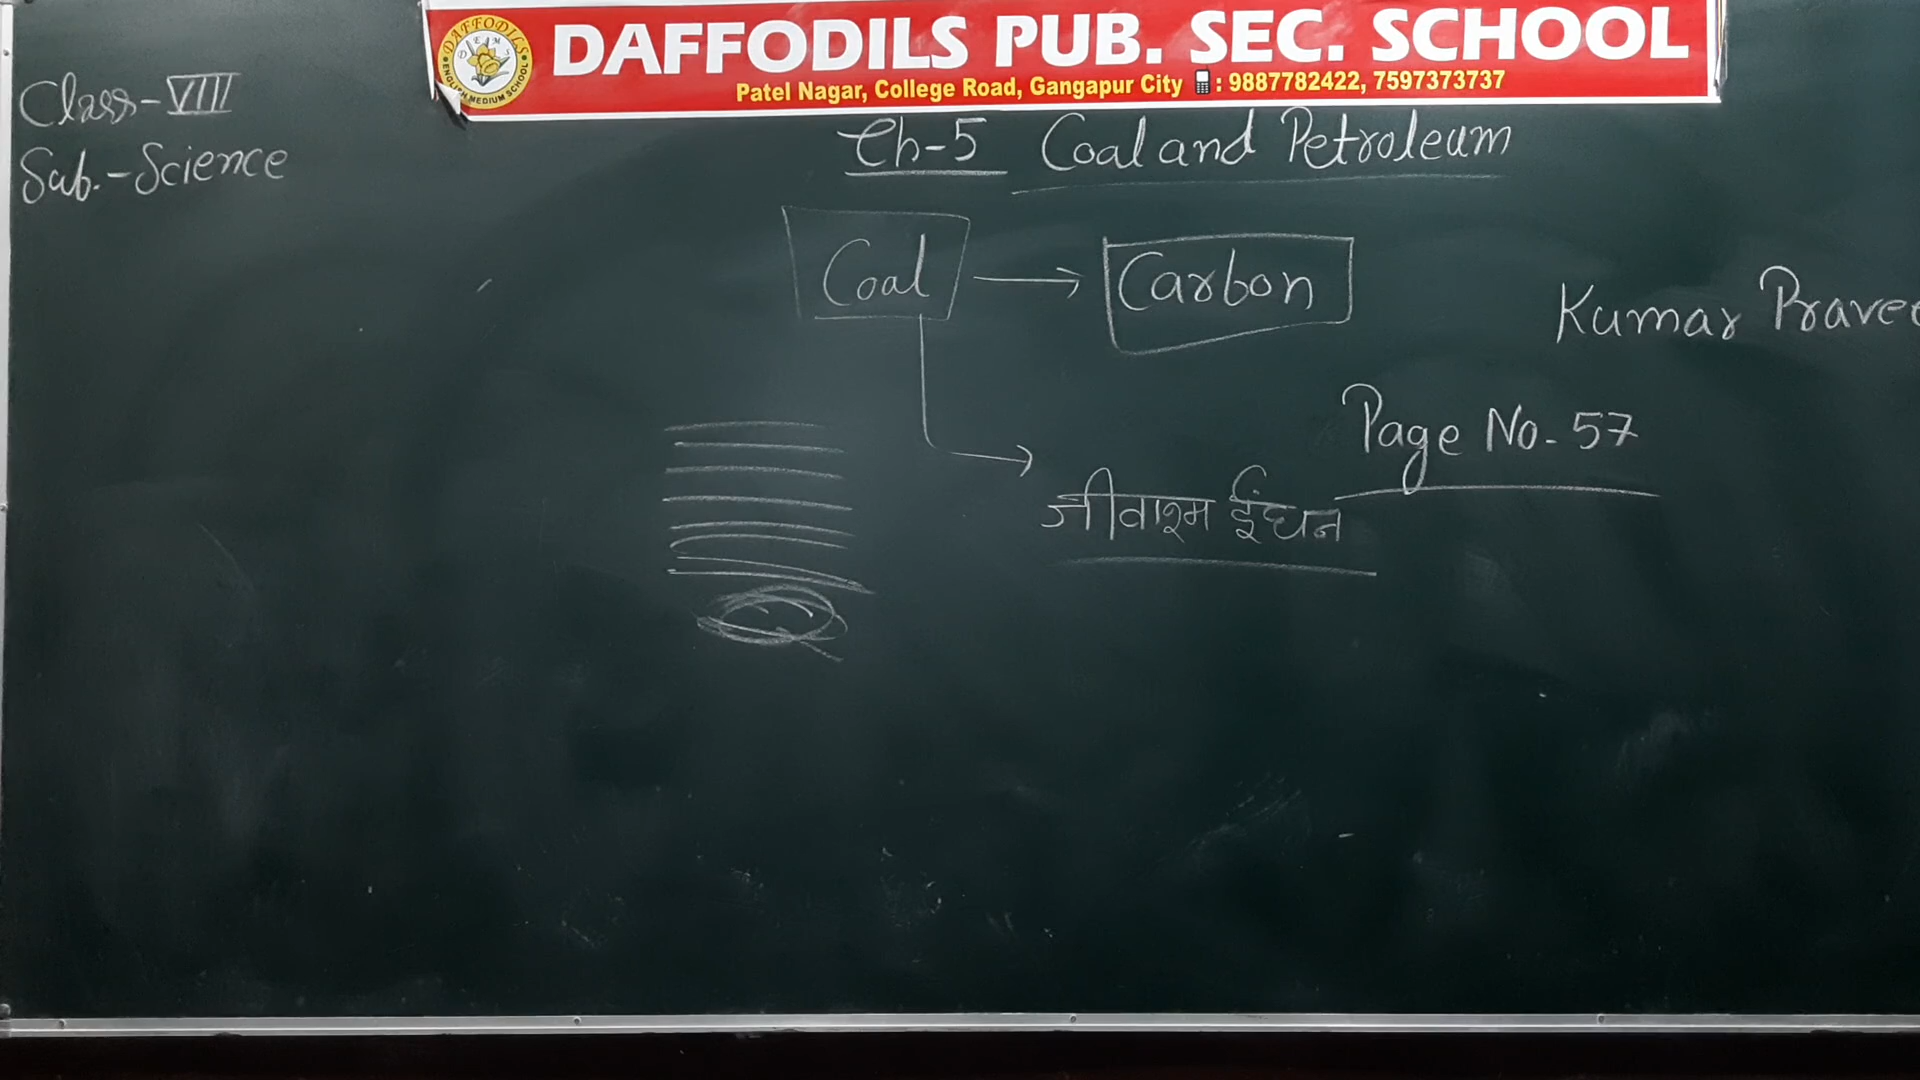 DAFFODILS PUB. SEC. SCHOOL
Patel Nagar, College Road, Gangapur City : 9887782422, 7597373737
Class-VIII
Sub.-Science
Ch-5 Coal and Petroleum
Coal → Carbon
Kumar
Page No.-57
जीवाश्म ईंधन